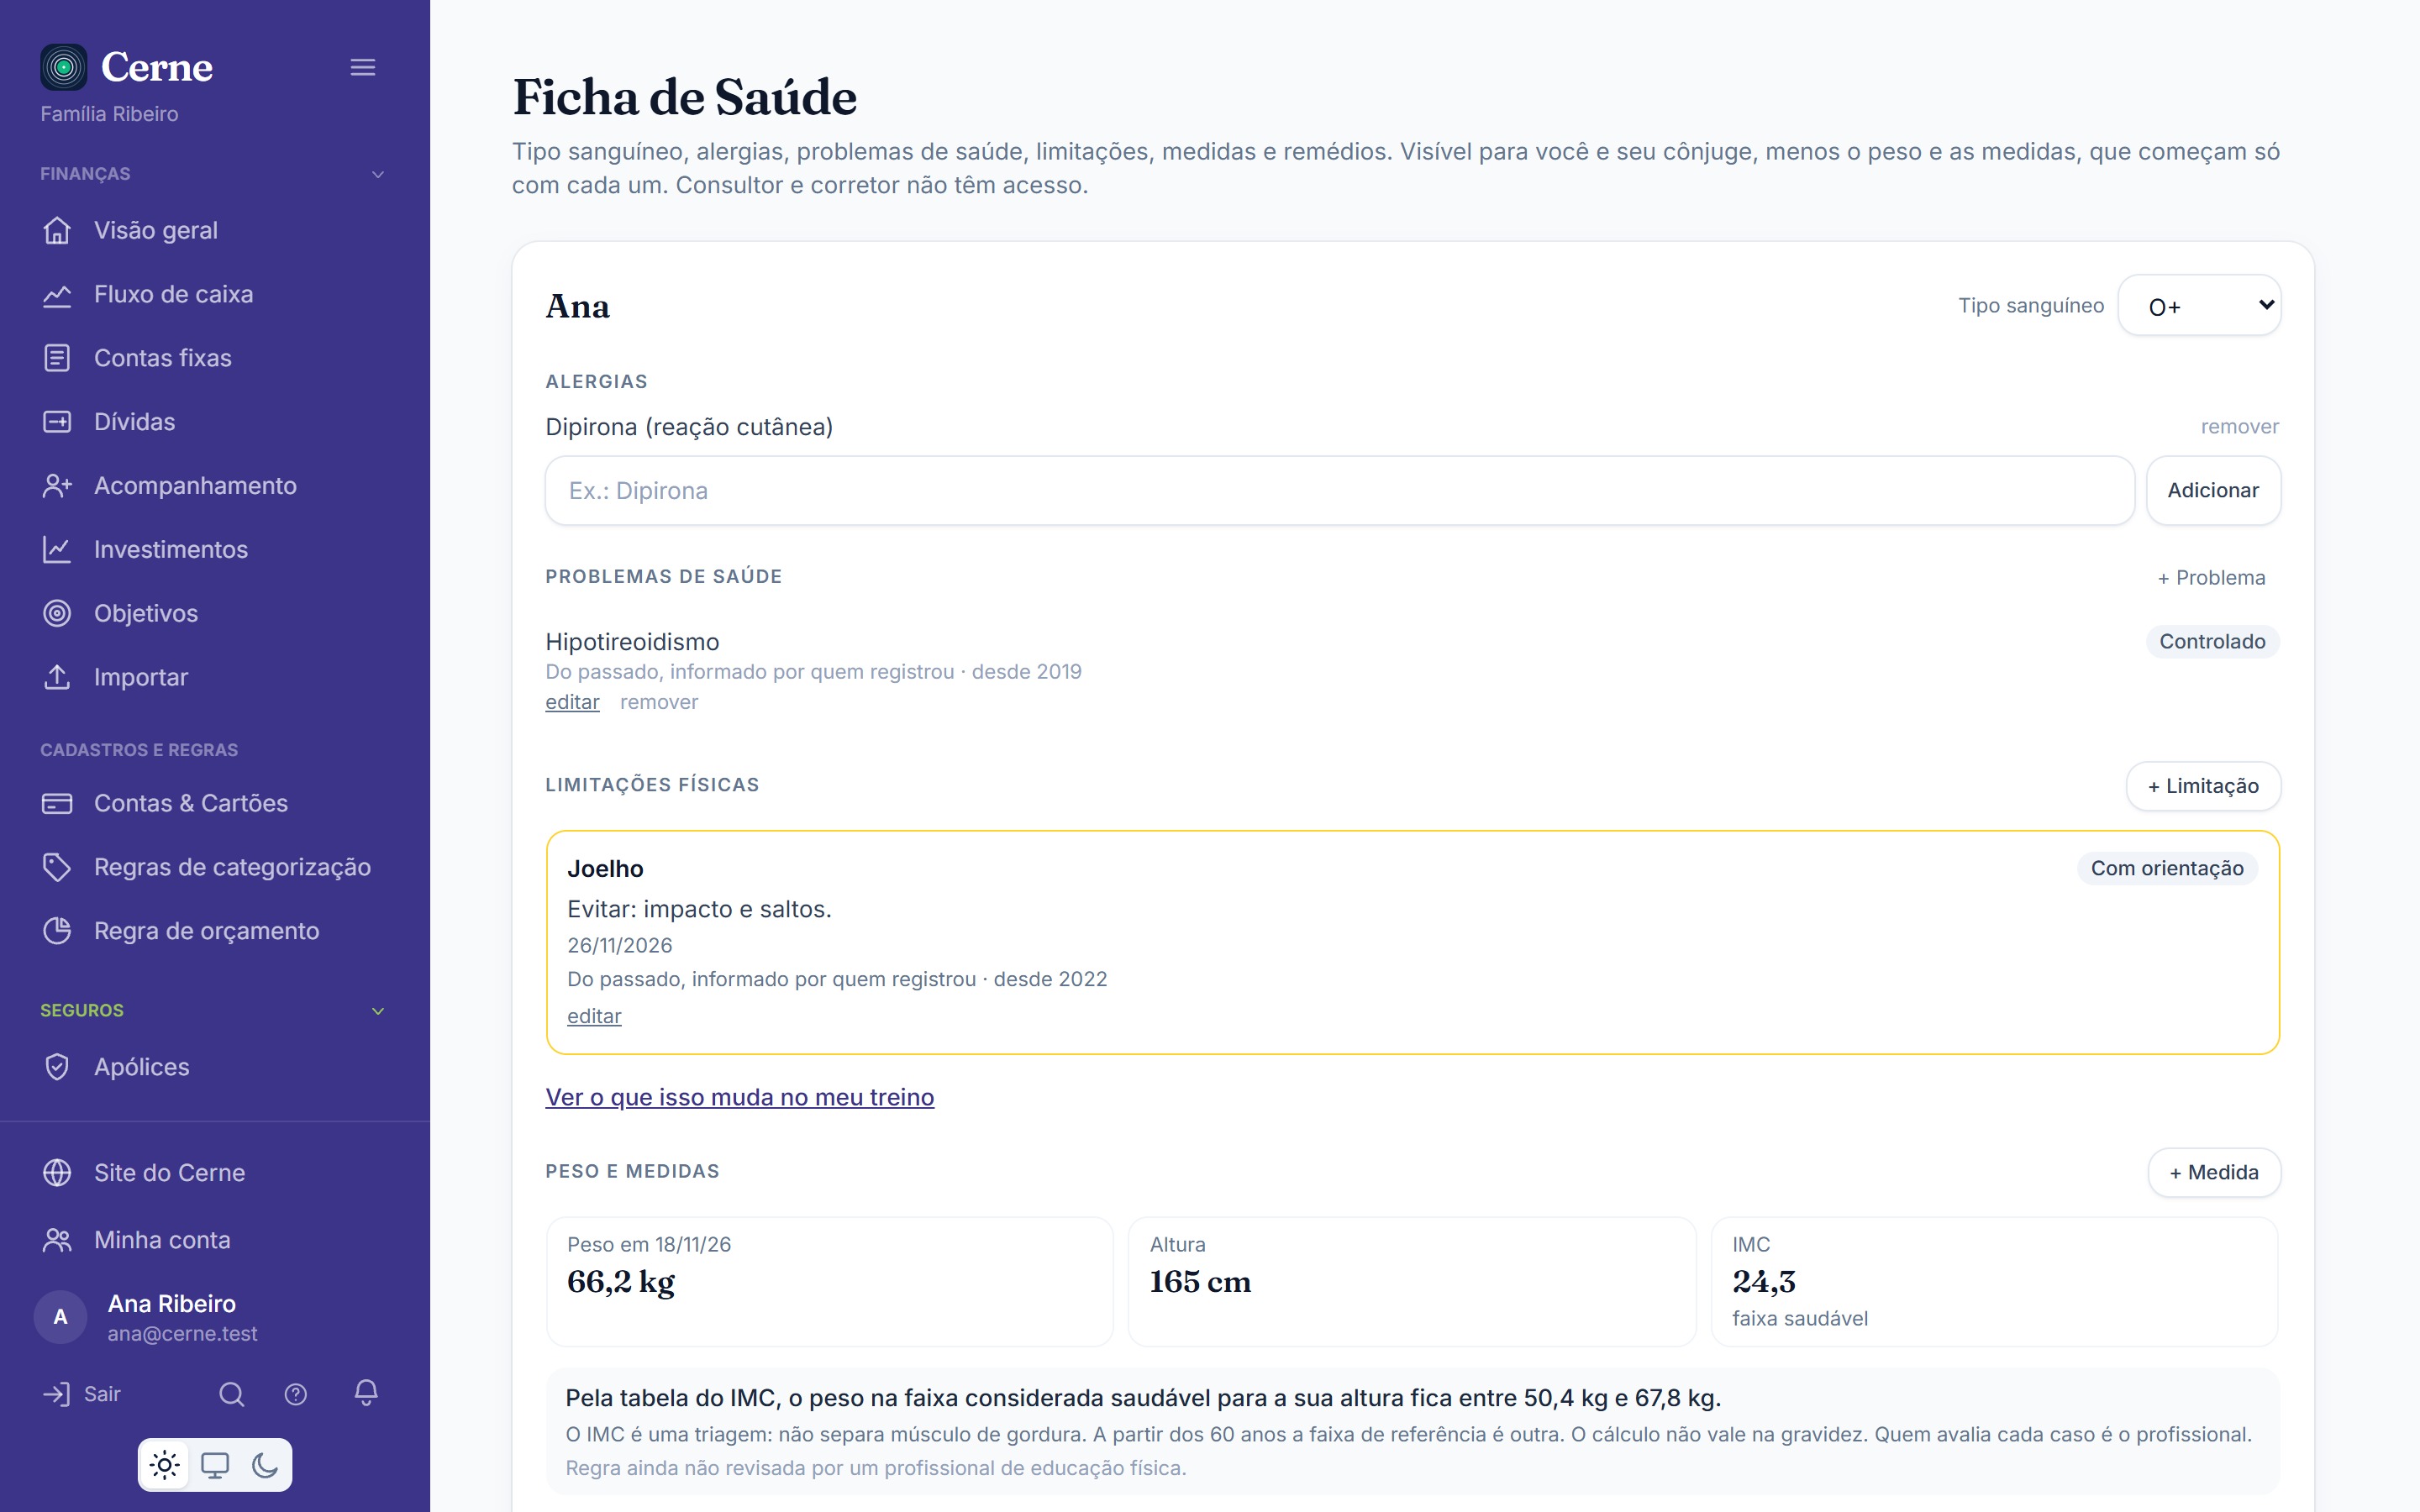 Cerne
Família Ribeiro
FINANÇAS
Visão geral
Fluxo de caixa
Contas fixas
Dívidas
Acompanhamento
Investimentos
Objetivos
Importar
CADASTROS E REGRAS
Contas & Cartões
Regras de categorização
Regra de orçamento
SEGUROS
Apólices
Site do Cerne
Minha conta
A
Ana Ribeiro
ana@cerne.test
Sair
Ficha de Saúde
Tipo sanguíneo, alergias, problemas de saúde, limitações, medidas e remédios. Visível para você e seu cônjuge, menos o peso e as medidas, que começam só
com cada um. Consultor e corretor não têm acesso.
Ana
Tipo sanguíneo O+
ALERGIAS
Dipirona (reação cutânea) remover
Ex.: Dipirona Adicionar
PROBLEMAS DE SAÚDE + Problema
Hipotireoidismo Controlado
Do passado, informado por quem registrou · desde 2019
editar remover
LIMITAÇÕES FÍSICAS + Limitação
Joelho Com orientação
Evitar: impacto e saltos.
26/11/2026
Do passado, informado por quem registrou · desde 2022
editar
Ver o que isso muda no meu treino
PESO E MEDIDAS + Medida
Peso em 18/11/26
66,2 kg
Altura
165 cm
IMC
24,3
faixa saudável
Pela tabela do IMC, o peso na faixa considerada saudável para a sua altura fica entre 50,4 kg e 67,8 kg.
O IMC é uma triagem: não separa músculo de gordura. A partir dos 60 anos a faixa de referência é outra. O cálculo não vale na gravidez. Quem avalia cada caso é o profissional.
Regra ainda não revisada por um profissional de educação física.